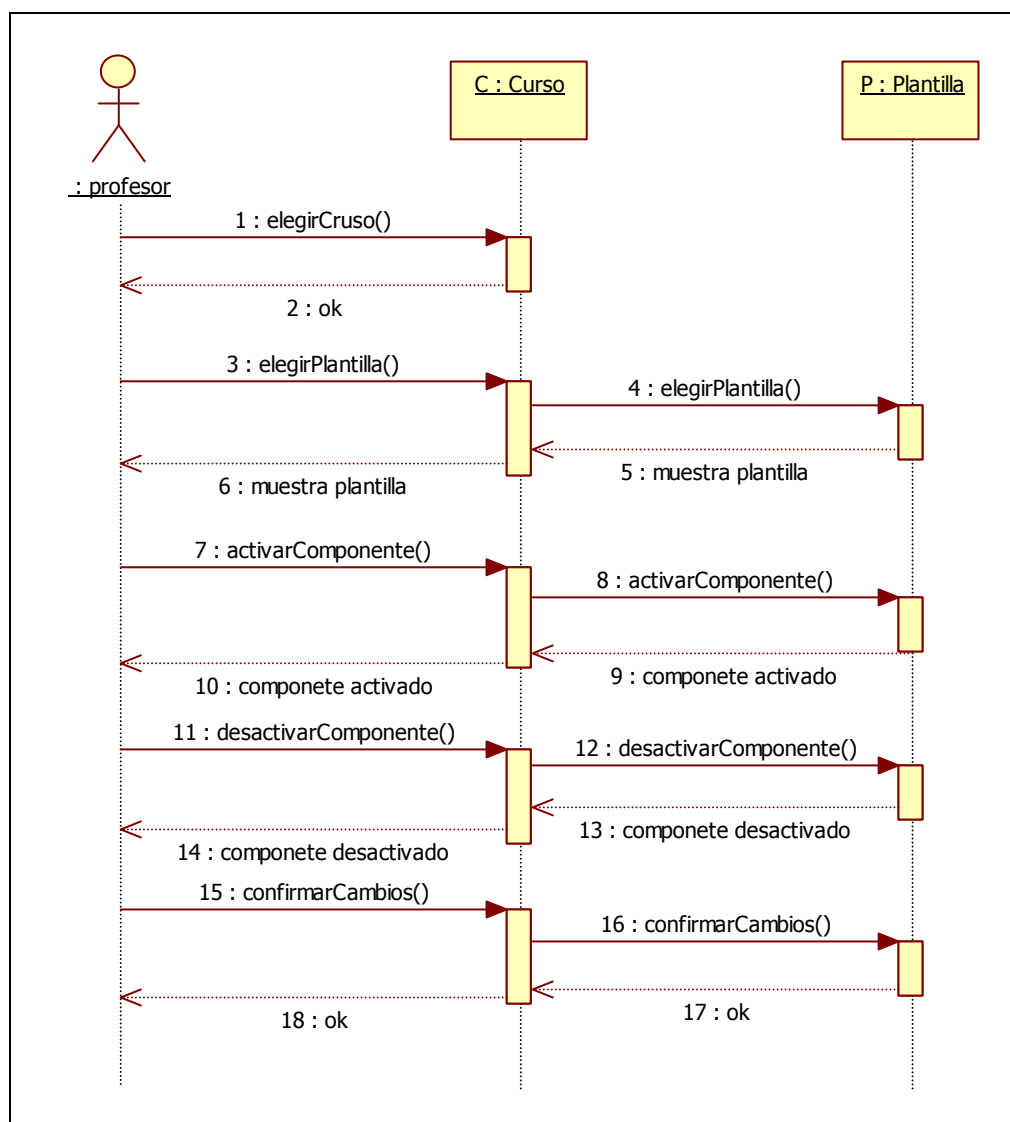 C : Curso
P : Plantilla
: profesor
1 : elegirCruso()
2 : ok
3 : elegirPlantilla()
4 : elegirPlantilla()
5 : muestra plantilla
6 : muestra plantilla
7 : activarComponente()
8 : activarComponente()
9 : componete activado
10 : componete activado
11 : desactivarComponente()
12 : desactivarComponente()
13 : componete desactivado
14 : componete desactivado
15 : confirmarCambios()
16 : confirmarCambios()
17 : ok
18 : ok